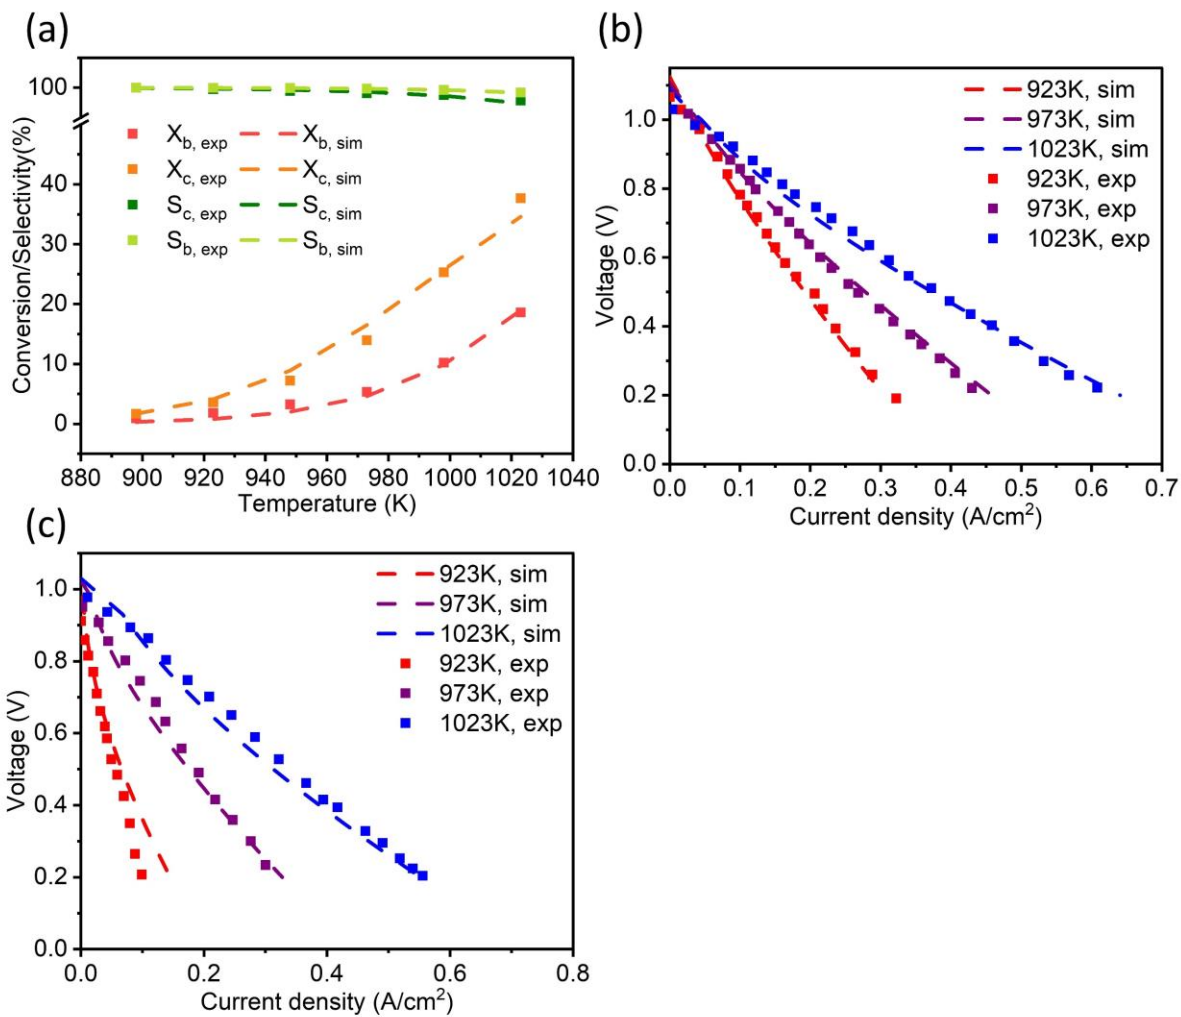 (a)
100
X_b, exp X_b, sim
X_c, exp X_c, sim
S_c, exp S_c, sim
S_b, exp S_b, sim
40
30
20
10
0
Conversion/Selectivity(%)
880 900 920 940 960 980 1000 1020 1040
Temperature (K)
(b)
923K, sim
973K, sim
1023K, sim
923K, exp
973K, exp
1023K, exp
1.0
0.8
0.6
0.4
0.2
0.0
Voltage (V)
0.0 0.1 0.2 0.3 0.4 0.5 0.6 0.7
Current density (A/cm²)
(c)
923K, sim
973K, sim
1023K, sim
923K, exp
973K, exp
1023K, exp
1.0
0.8
0.6
0.4
0.2
0.0
Voltage (V)
0.0 0.2 0.4 0.6 0.8
Current density (A/cm²)